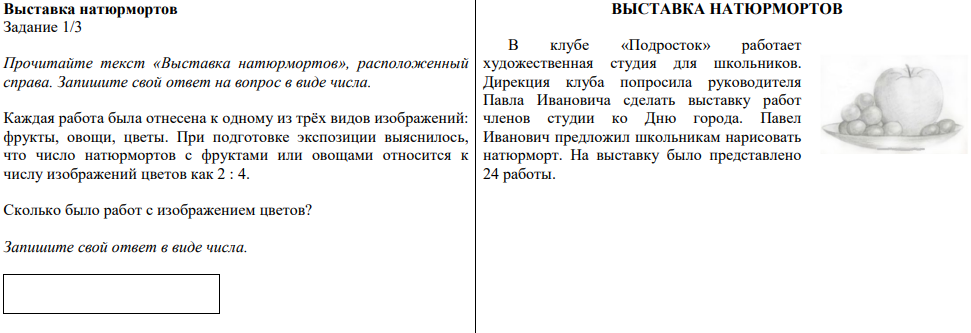 Выставка натюрмортов
Задание 1/3
Прочитайте текст «Выставка натюрмортов», расположенный
справа. Запишите свой ответ на вопрос в виде числа.
Каждая работа была отнесена к одному из трёх видов изображений:
фрукты, овощи, цветы. При подготовке экспозиции выяснилось,
что число натюрмортов с фруктами или овощами относится к
числу изображений цветов как 2 : 4.
Сколько было работ с изображением цветов?
Запишите свой ответ в виде числа.
ВЫСТАВКА НАТЮРМОРТОВ
В клубе «Подросток» работает
художественная студия для школьников.
Дирекция клуба попросила руководителя
Павла Ивановича сделать выставку работ
членов студии ко Дню города. Павел
Иванович предложил школьникам нарисовать
натюрморт. На выставку было представлено
24 работы.